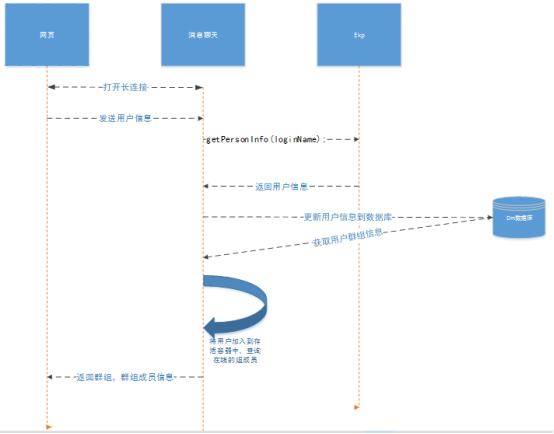 网页
消息聊天
Ekp
打开长连接
发送用户信息
getPersonInfo(loginName);
返回用户信息
更新用户信息到数据库
Dm数据库
获取用户群组信息
将用户加入到存
活容器中，查询
在线的组成员
返回群组，群组成员信息